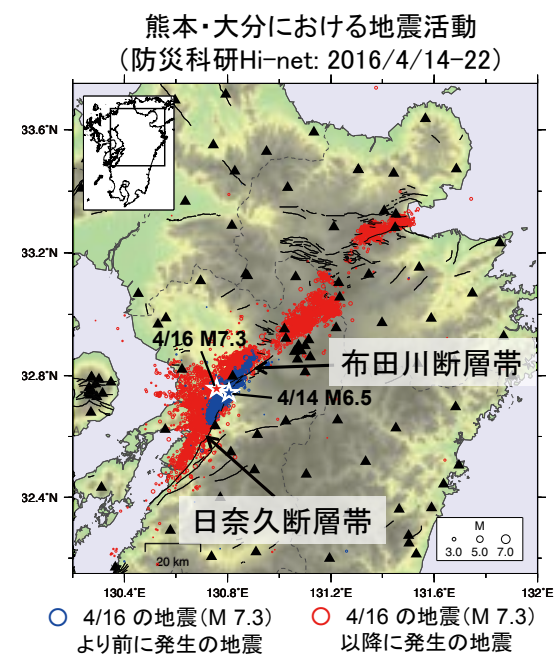 熊本・大分における地震活動
（防災科研Hi-net: 2016/4/14-22）
33.6˚N
33.2˚N
4/16 M7.3
布田川断層帯
32.8˚N
4/14 M6.5
32.4˚N
日奈久断層帯
M
3.0 5.0 7.0
20 km
130.4˚E 130.8˚E 131.2˚E 131.6˚E 132˚E
4/16 の地震（M 7.3）
より前に発生の地震
4/16 の地震（M 7.3）
以降に発生の地震